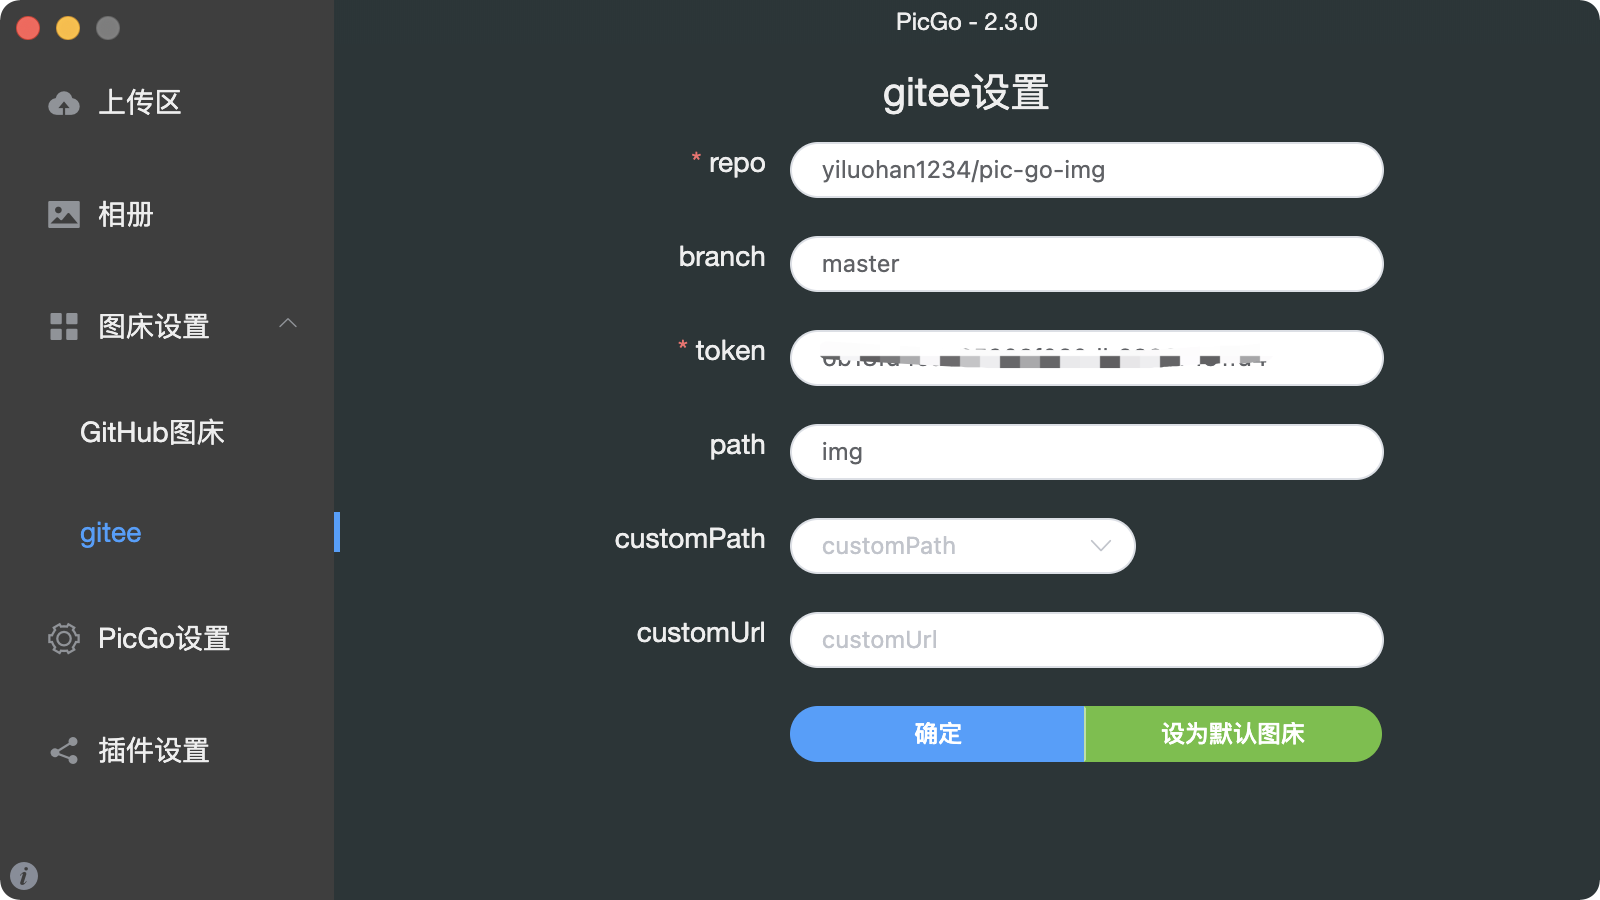 PicGo - 2.3.0
上传区
相册
图床设置
GitHub图床
gitee
PicGo设置
插件设置
gitee设置
* repo
yiluohan1234/pic-go-img
branch
master
* token
path
img
customPath
customPath
customUrl
customUrl
确定
设为默认图床